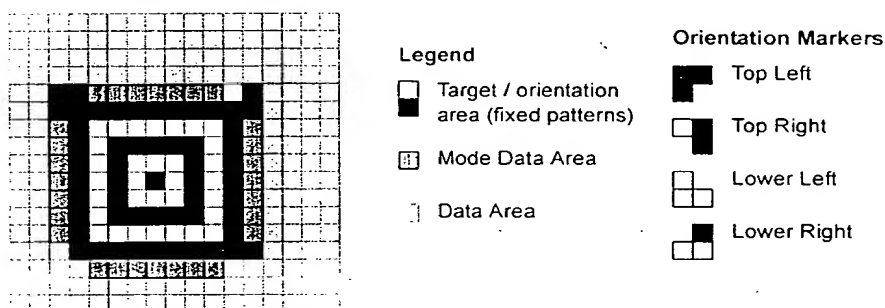 Legend
Target / orientation
area (fixed patterns)
Mode Data Area
Data Area
Orientation Markers
Top Left
Top Right
Lower Left
Lower Right